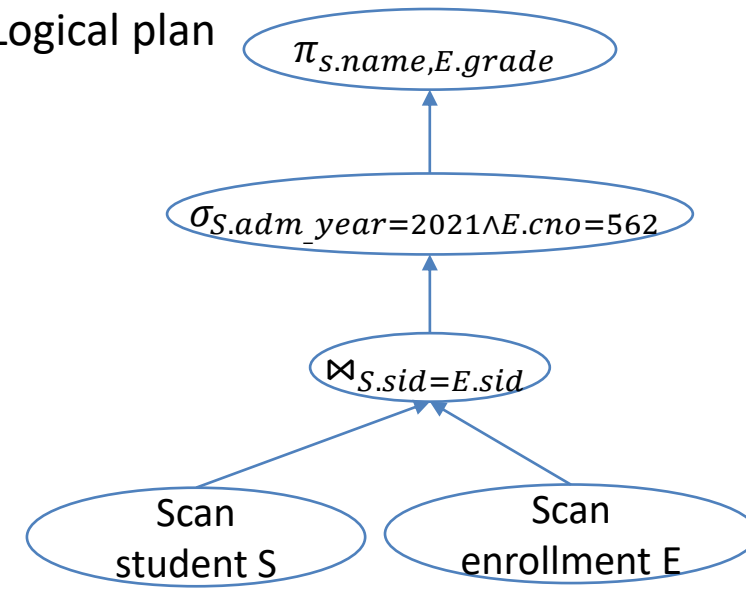 Logical plan
π_{s.name,E.grade}
σ_{S.adm_year=2021∧E.cno=562}
⋈_{S.sid=E.sid}
Scan
student S
Scan
enrollment E